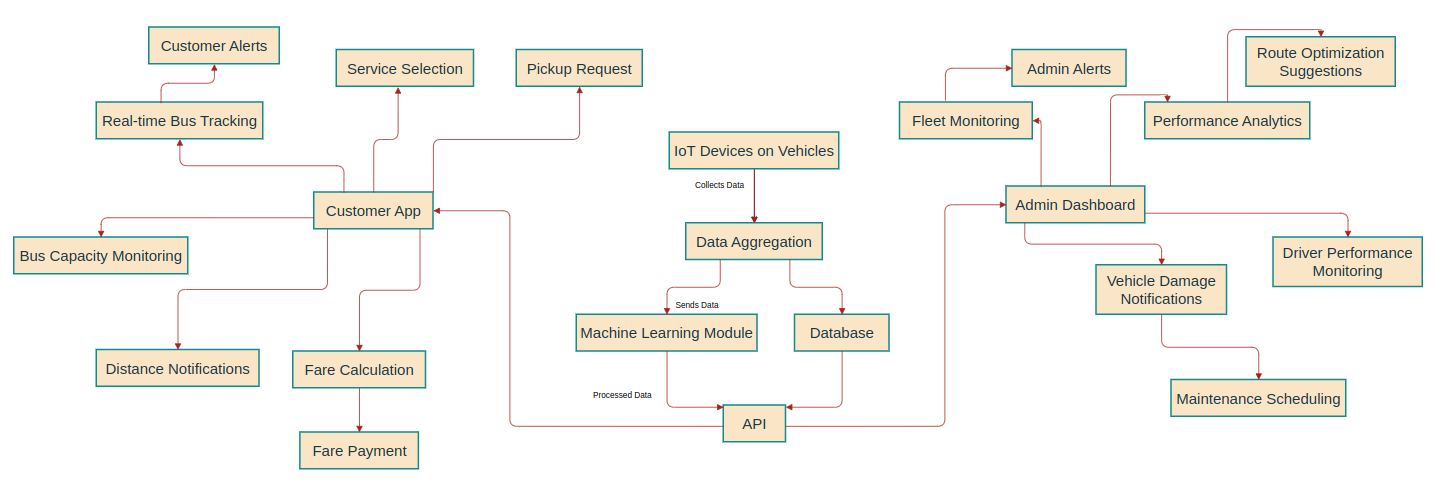 Customer Alerts
Service Selection
Pickup Request
Real-time Bus Tracking
Customer App
Bus Capacity Monitoring
Distance Notifications
Fare Calculation
Fare Payment
IoT Devices on Vehicles
Collects Data
Data Aggregation
Sends Data
Machine Learning Module
Database
Processed Data
API
Admin Alerts
Route Optimization
Suggestions
Fleet Monitoring
Performance Analytics
Admin Dashboard
Driver Performance
Monitoring
Vehicle Damage
Notifications
Maintenance Scheduling